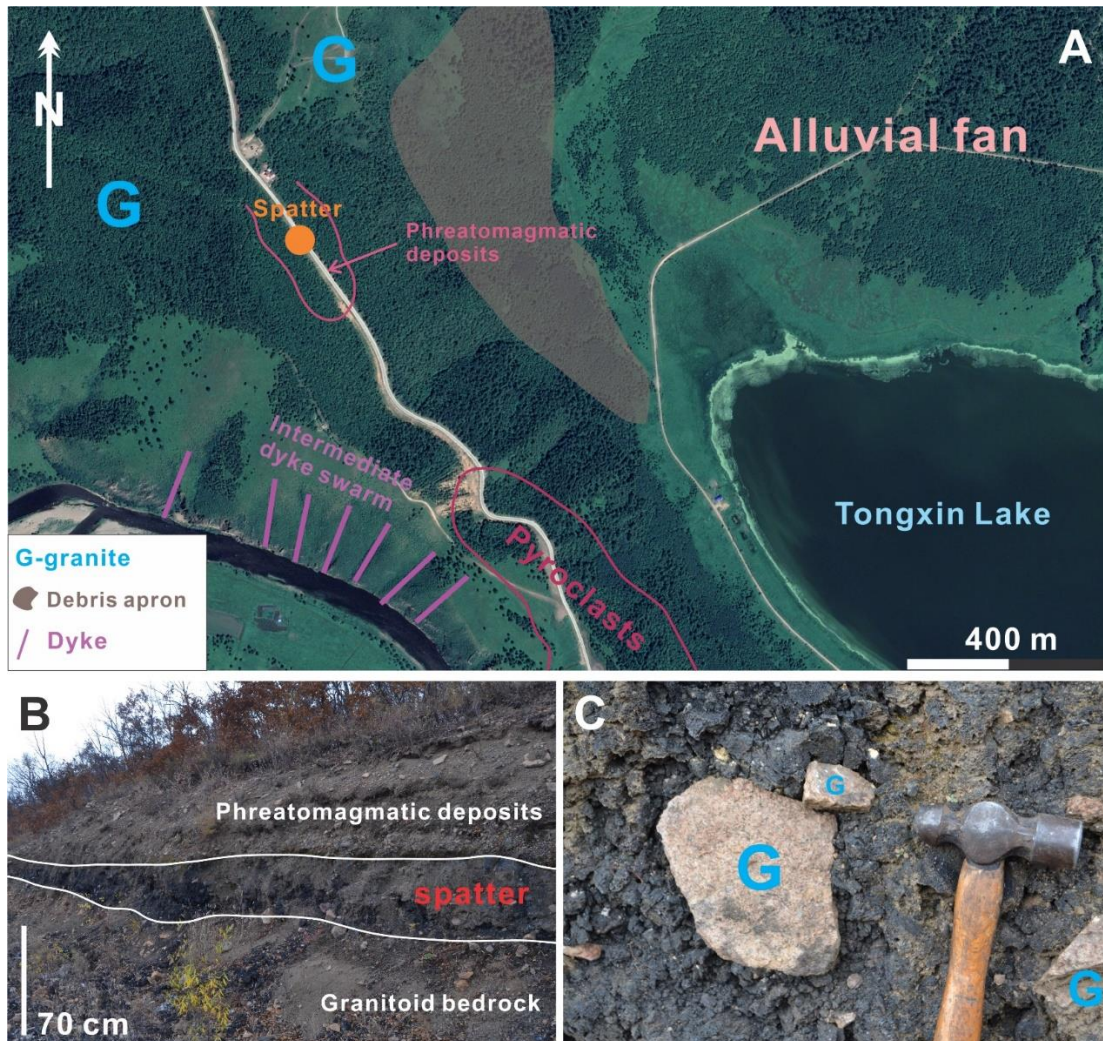 A
N
G
Alluvial fan
G
Spatter
Phreatomagmatic
deposits
Intermediate
dyke swarm
Tongxin Lake
G-granite
Debris apron
Dyke
Pyroclasts
400 m
B
Phreatomagmatic deposits
spatter
Granitoid bedrock
70 cm
C
G
G
G